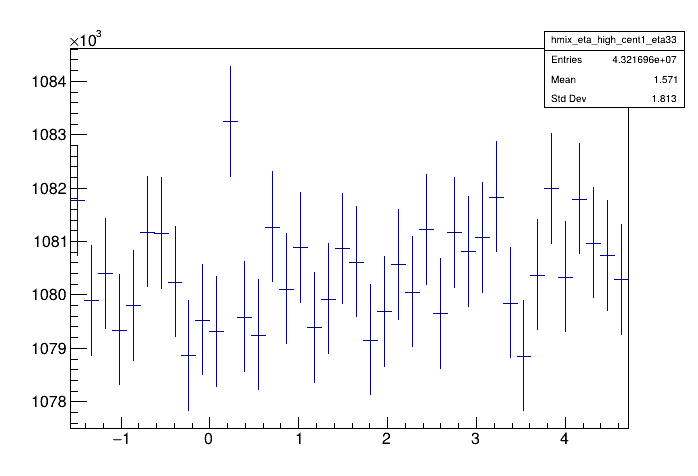 ×10³
hmix_eta_high_cent1_eta33
Entries 4.321696e+07
Mean 1.571
Std Dev 1.813
1084
1083
1082
1081
1080
1079
1078
−1 0 1 2 3 4